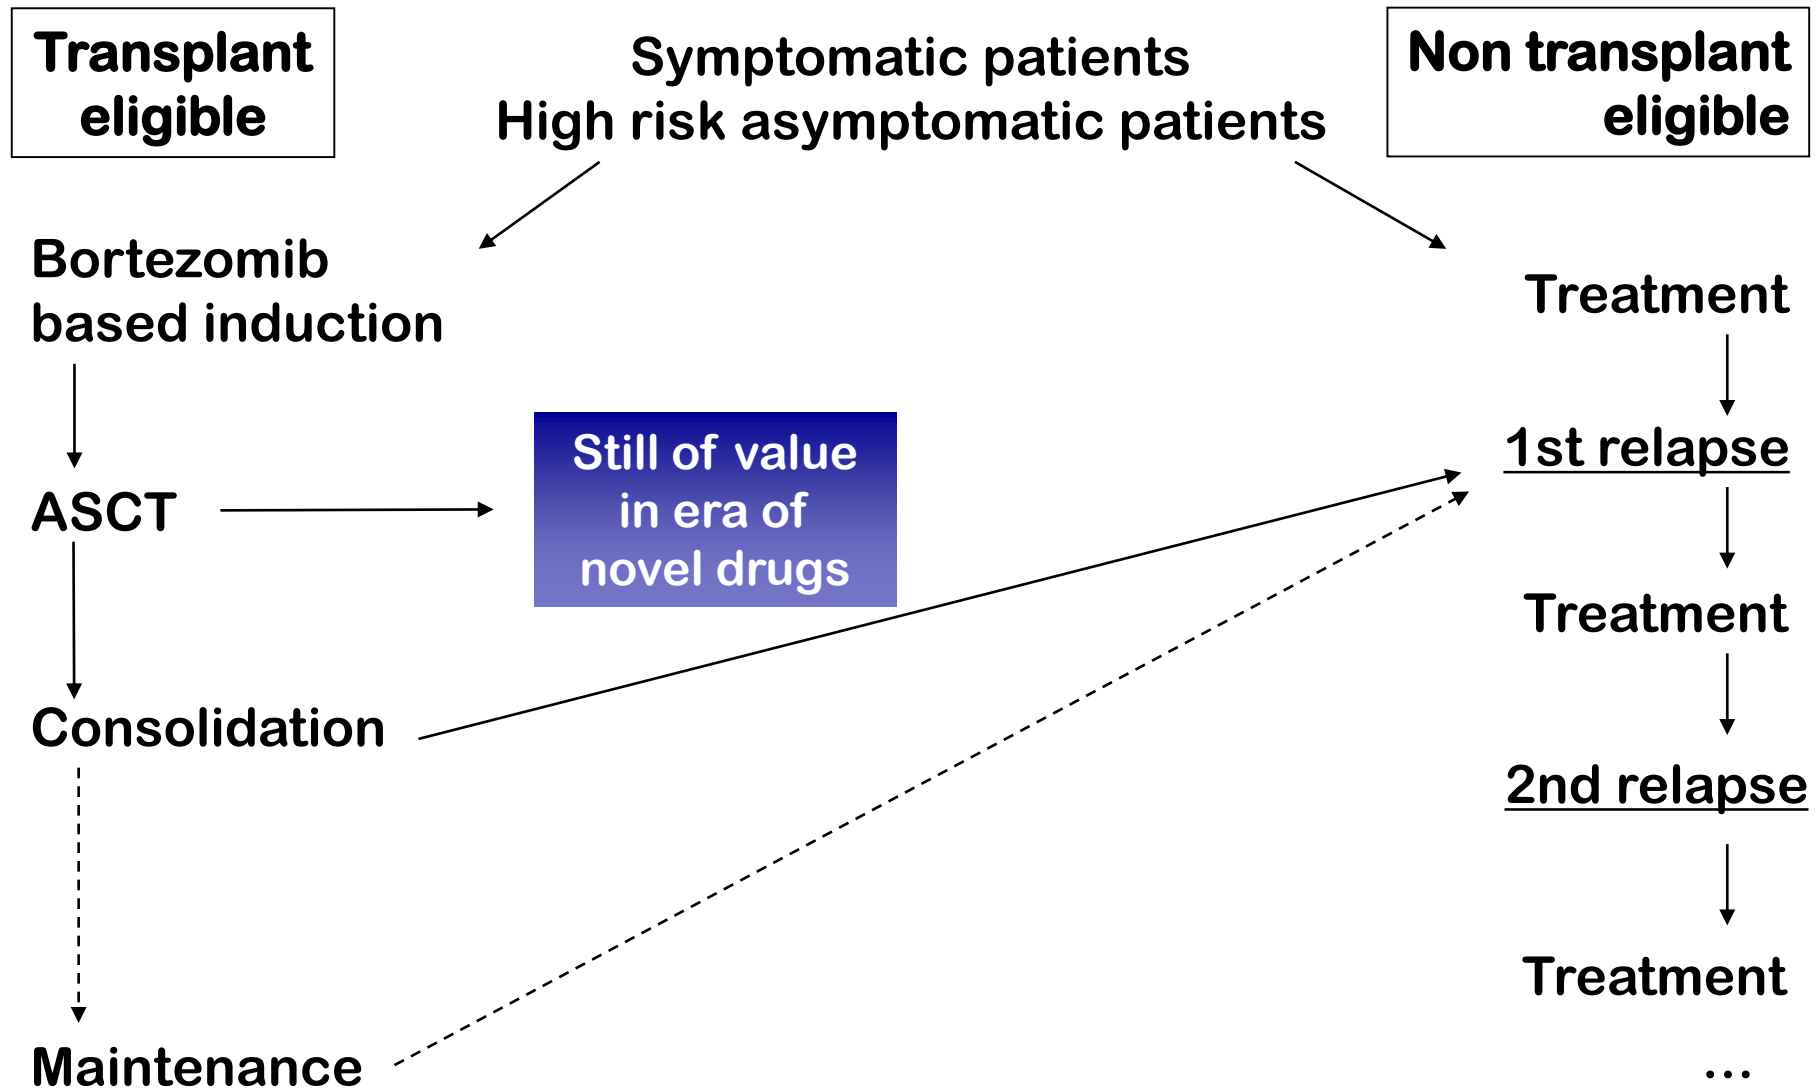 Transplant
eligible
Symptomatic patients
High risk asymptomatic patients
Non transplant
eligible
Bortezomib
based induction
ASCT
Still of value
in era of
novel drugs
Consolidation
Maintenance
Treatment
1st relapse
Treatment
2nd relapse
Treatment
...